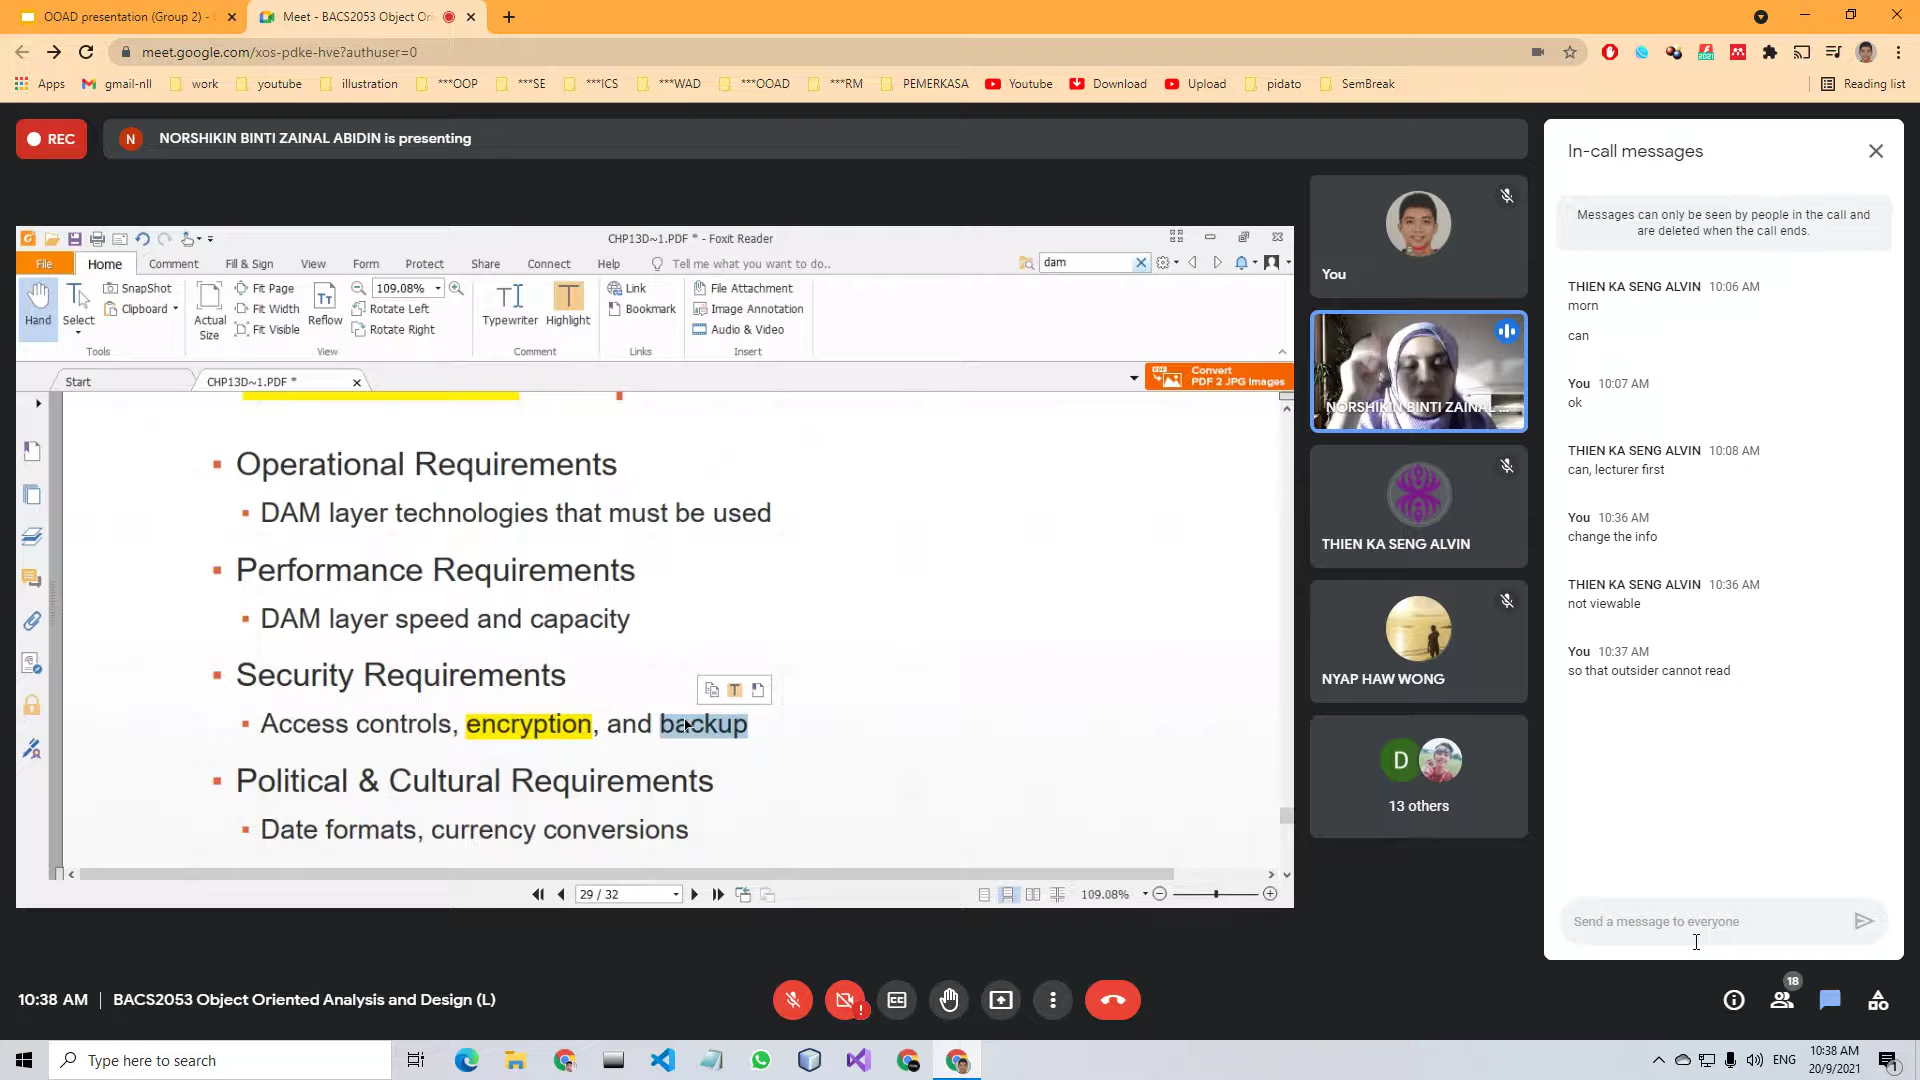 OOAD presentation (Group 2) -
Meet - BACS2053 Object Ori
meet.google.com/xos-pdke-hve?authuser=0
Apps
gmail-nll
work
youtube
illustration
***OOP
***SE
***ICS
***WAD
***OOAD
***RM
PEMERKASA
Youtube
Download
Upload
pidato
SemBreak
Reading list
REC
N
NORSHIKIN BINTI ZAINAL ABIDIN is presenting
CHP13D~1.PDF * - Foxit Reader
File
Home
Comment
Fill & Sign
View
Form
Protect
Share
Connect
Help
Tell me what you want to do..
dam
Hand
Select
SnapShot
Clipboard
Actual
Size
Fit Page
Fit Width
Fit Visible
Reflow
109.08%
Rotate Left
Rotate Right
Typewriter
Highlight
Link
Bookmark
File Attachment
Image Annotation
Audio & Video
Tools
View
Comment
Links
Insert
Start
CHP13D~1.PDF *
Convert
PDF 2 JPG Images
Operational Requirements
DAM layer technologies that must be used
Performance Requirements
DAM layer speed and capacity
Security Requirements
Access controls, encryption, and backup
Political & Cultural Requirements
Date formats, currency conversions
29 / 32
109.08%
You
NORSHIKIN BINTI ZAINAL ...
THIEN KA SENG ALVIN
NYAP HAW WONG
D
13 others
In-call messages
Messages can only be seen by people in the call and
are deleted when the call ends.
THIEN KA SENG ALVIN 10:06 AM
morn
can
You 10:07 AM
ok
THIEN KA SENG ALVIN 10:08 AM
can, lecturer first
You 10:36 AM
change the info
THIEN KA SENG ALVIN 10:36 AM
not viewable
You 10:37 AM
so that outsider cannot read
Send a message to everyone
10:38 AM | BACS2053 Object Oriented Analysis and Design (L)
18
Type here to search
ENG
10:38 AM
20/9/2021
1